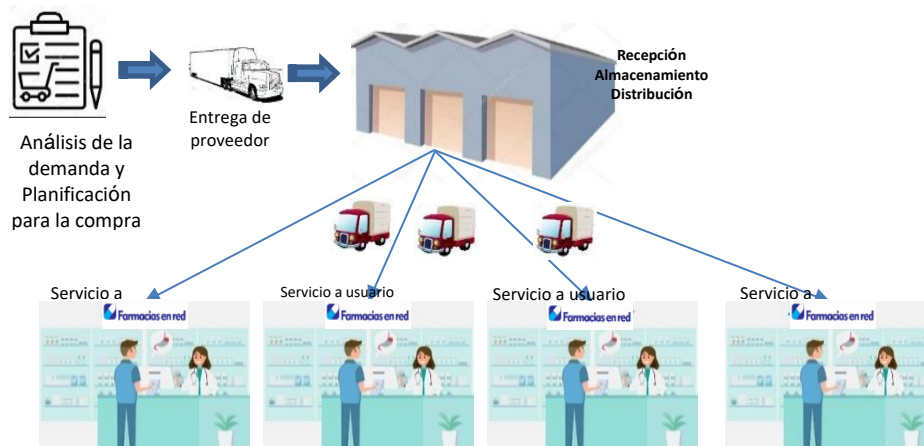 Recepción
Almacenamiento
Distribución
Entrega de
proveedor
Análisis de la
demanda y
Planificación
para la compra
Servicio a
Servicio a usuario
Servicio a usuario
Servicio a
Farmacias en red
Farmacias en red
Farmacias en red
Farmacias en red